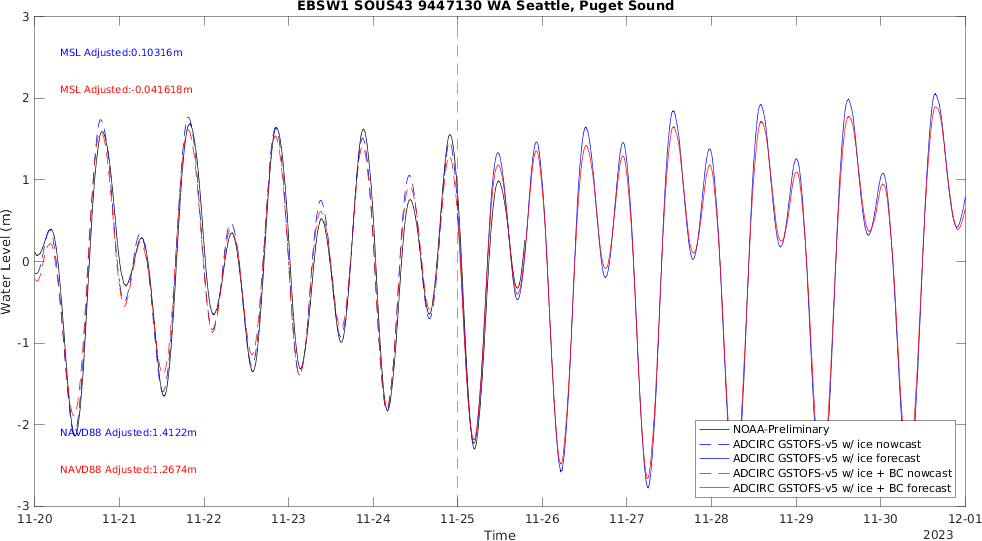 EBSW1 SOUS43 9447130 WA Seattle, Puget Sound
MSL Adjusted:0.10316m
MSL Adjusted:-0.041618m
NAVD88 Adjusted:1.4122m
NAVD88 Adjusted:1.2674m
Water Level (m)
3
2
1
0
-1
-2
-3
NOAA-Preliminary
ADCIRC GSTOFS-v5 w/ ice nowcast
ADCIRC GSTOFS-v5 w/ ice forecast
ADCIRC GSTOFS-v5 w/ ice + BC nowcast
ADCIRC GSTOFS-v5 w/ ice + BC forecast
11-20 11-21 11-22 11-23 11-24 11-25 11-26 11-27 11-28 11-29 11-30 12-01
Time
2023